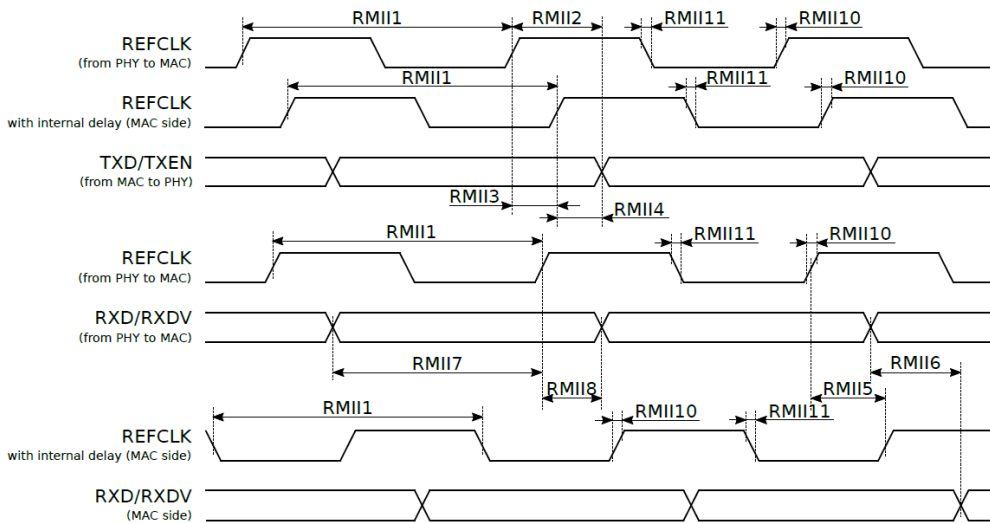 RMII1 RMII2 RMII11 RMII10
REFCLK
(from PHY to MAC)
RMII1 RMII11 RMII10
REFCLK
with internal delay (MAC side)
TXD/TXEN
(from MAC to PHY)
RMII3 RMII4
RMII1 RMII11 RMII10
REFCLK
(from PHY to MAC)
RXD/RXDV
(from PHY to MAC)
RMII7 RMII6
RMII8 RMII5
RMII1 RMII10 RMII11
REFCLK
with internal delay (MAC side)
RXD/RXDV
(MAC side)